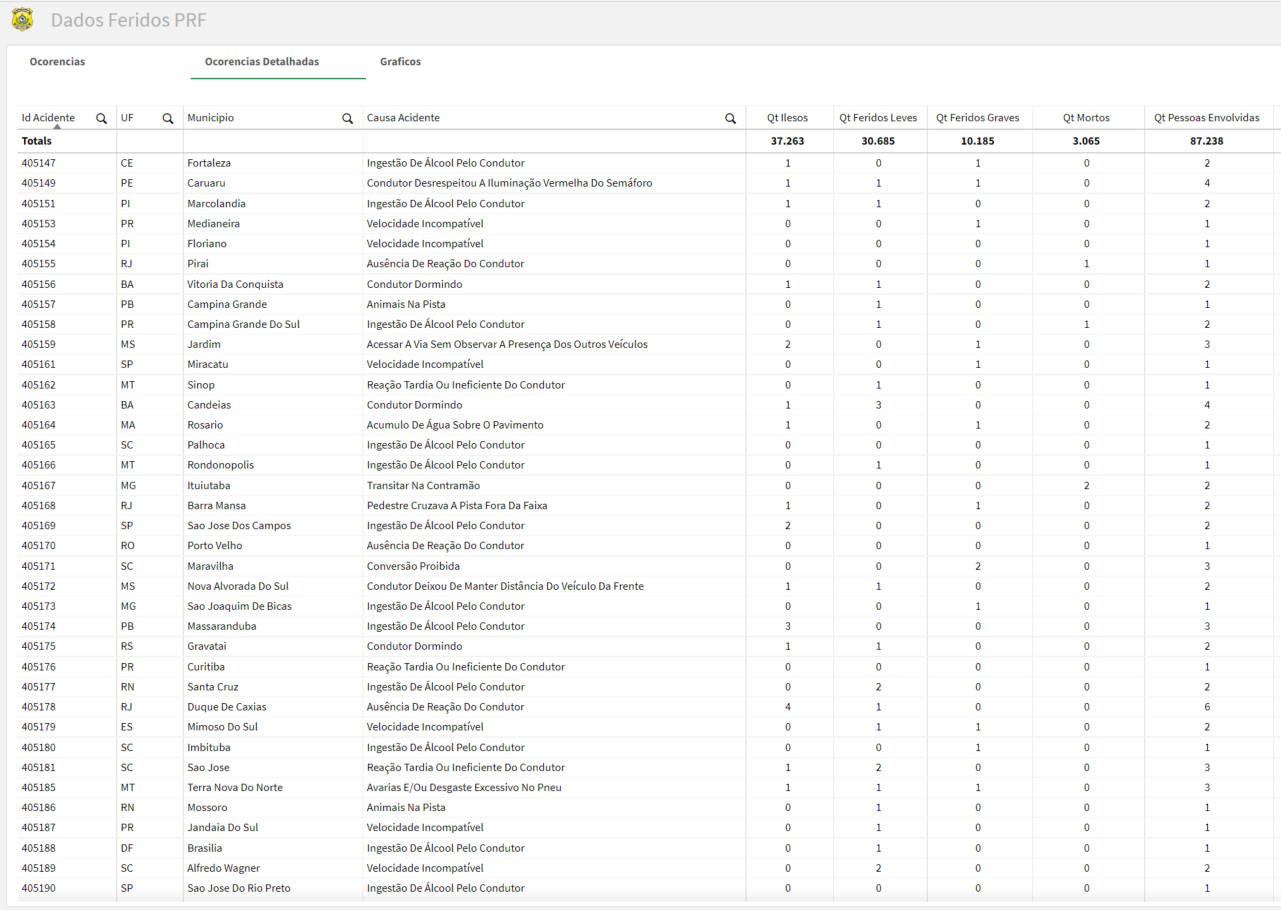 Dados Feridos PRF
Ocorencias Ocorencias Detalhadas Graficos
Id Acidente UF Municipio Causa Acidente Qt Ilesos Qt Feridos Leves Qt Feridos Graves Qt Mortos Qt Pessoas Envolvidas
Totals 37.263 30.685 10.185 3.065 87.238
405147 CE Fortaleza Ingestão De Álcool Pelo Condutor 1 0 1 0 2
405149 PE Caruaru Condutor Desrespeitou A Iluminação Vermelha Do Semáforo 1 1 1 0 4
405151 PI Marcolandia Ingestão De Álcool Pelo Condutor 1 1 0 0 2
405153 PR Medianeira Velocidade Incompatível 0 0 1 0 1
405154 PI Floriano Velocidade Incompatível 0 0 0 0 1
405155 RJ Pirai Ausência De Reação Do Condutor 0 0 0 1 1
405156 BA Vitoria Da Conquista Condutor Dormindo 1 1 0 0 2
405157 PB Campina Grande Animais Na Pista 0 1 0 0 1
405158 PR Campina Grande Do Sul Ingestão De Álcool Pelo Condutor 0 1 0 1 2
405159 MS Jardim Acessar A Via Sem Observar A Presença Dos Outros Veículos 2 0 1 0 3
405161 SP Miracatu Velocidade Incompatível 0 0 1 0 1
405162 MT Sinop Reação Tardia Ou Ineficiente Do Condutor 0 1 0 0 1
405163 BA Candeias Condutor Dormindo 1 3 0 0 4
405164 MA Rosario Acumulo De Água Sobre O Pavimento 1 0 1 0 2
405165 SC Palhoca Ingestão De Álcool Pelo Condutor 0 0 0 0 1
405166 MT Rondonopolis Ingestão De Álcool Pelo Condutor 0 1 0 0 1
405167 MG Ituiutaba Transitar Na Contramão 0 0 0 2 2
405168 RJ Barra Mansa Pedestre Cruzava A Pista Fora Da Faixa 1 0 1 0 2
405169 SP Sao Jose Dos Campos Ingestão De Álcool Pelo Condutor 2 0 0 0 2
405170 RO Porto Velho Ausência De Reação Do Condutor 0 0 0 0 1
405171 SC Maravilha Conversão Proibida 0 0 2 0 3
405172 MS Nova Alvorada Do Sul Condutor Deixou De Manter Distância Do Veículo Da Frente 1 1 0 0 2
405173 MG Sao Joaquim De Bicas Ingestão De Álcool Pelo Condutor 0 0 1 0 1
405174 PB Massaranduba Ingestão De Álcool Pelo Condutor 3 0 0 0 3
405175 RS Gravatai Condutor Dormindo 1 1 0 0 2
405176 PR Curitiba Reação Tardia Ou Ineficiente Do Condutor 0 0 0 0 1
405177 RN Santa Cruz Ingestão De Álcool Pelo Condutor 0 2 0 0 2
405178 RJ Duque De Caxias Ausência De Reação Do Condutor 4 1 0 0 6
405179 ES Mimoso Do Sul Velocidade Incompatível 0 1 1 0 2
405180 SC Imbituba Ingestão De Álcool Pelo Condutor 0 0 1 0 1
405181 SC Sao Jose Reação Tardia Ou Ineficiente Do Condutor 1 2 0 0 3
405185 MT Terra Nova Do Norte Avarias E/Ou Desgaste Excessivo No Pneu 1 1 1 0 3
405186 RN Mossoro Animais Na Pista 0 1 0 0 1
405187 PR Jandaia Do Sul Velocidade Incompatível 0 1 0 0 1
405188 DF Brasilia Ingestão De Álcool Pelo Condutor 0 1 0 0 1
405189 SC Alfredo Wagner Velocidade Incompatível 0 2 0 0 2
405190 SP Sao Jose Do Rio Preto Ingestão De Álcool Pelo Condutor 0 0 0 0 1